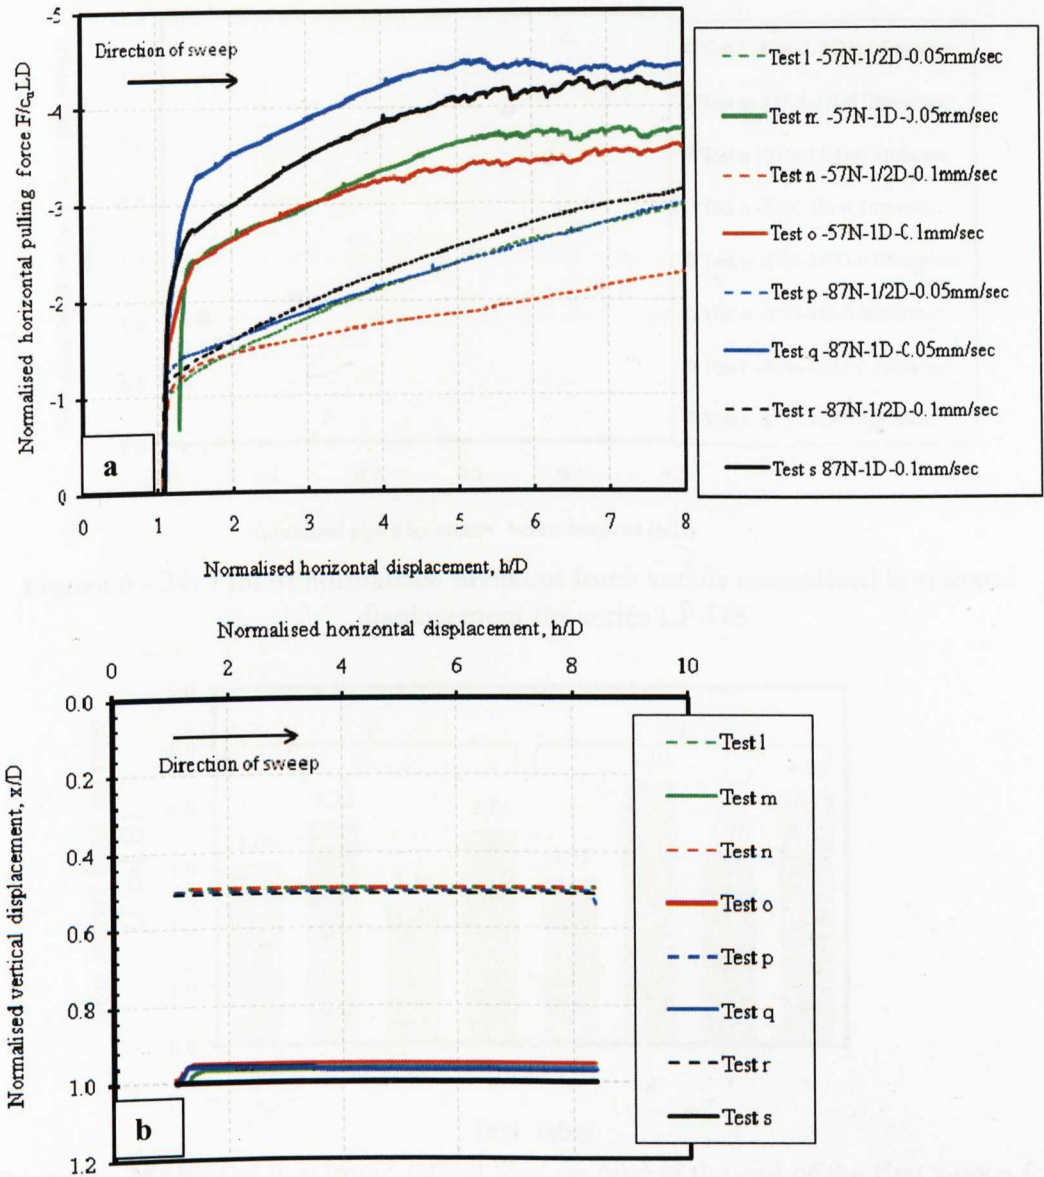 -5
-4
-3
-2
-1
0
Normalised horizontal pulling force F/cuLD
Direction of sweep
a
0 1 2 3 4 5 6 7 8
Normalised horizontal displacement, h/D
Test l -57N-1/2D-0.05mm/sec
Test m -57N-1D-0.05mm/sec
Test n -57N-1/2D-0.1mm/sec
Test o -57N-1D-0.1mm/sec
Test p -87N-1/2D-0.05mm/sec
Test q -87N-1D-0.05mm/sec
Test r -87N-1/2D-0.1mm/sec
Test s 87N-1D-0.1mm/sec
Normalised horizontal displacement, h/D
0 2 4 6 8 10
0.0
0.2
0.4
0.6
0.8
1.0
1.2
Normalised vertical displacement, x/D
Direction of sweep
b
Test l
Test m
Test n
Test o
Test p
Test q
Test r
Test s